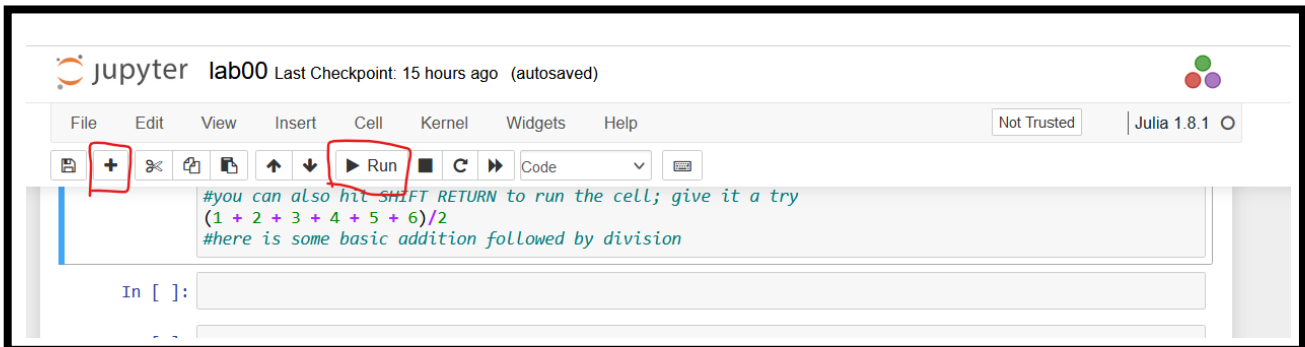 jupyter lab00 Last Checkpoint: 15 hours ago (autosaved)
File Edit View Insert Cell Kernel Widgets Help Not Trusted Julia 1.8.1
Run Code
#you can also hit SHIFT RETURN to run the cell; give it a try
(1 + 2 + 3 + 4 + 5 + 6)/2
#here is some basic addition followed by division
In [ ]: